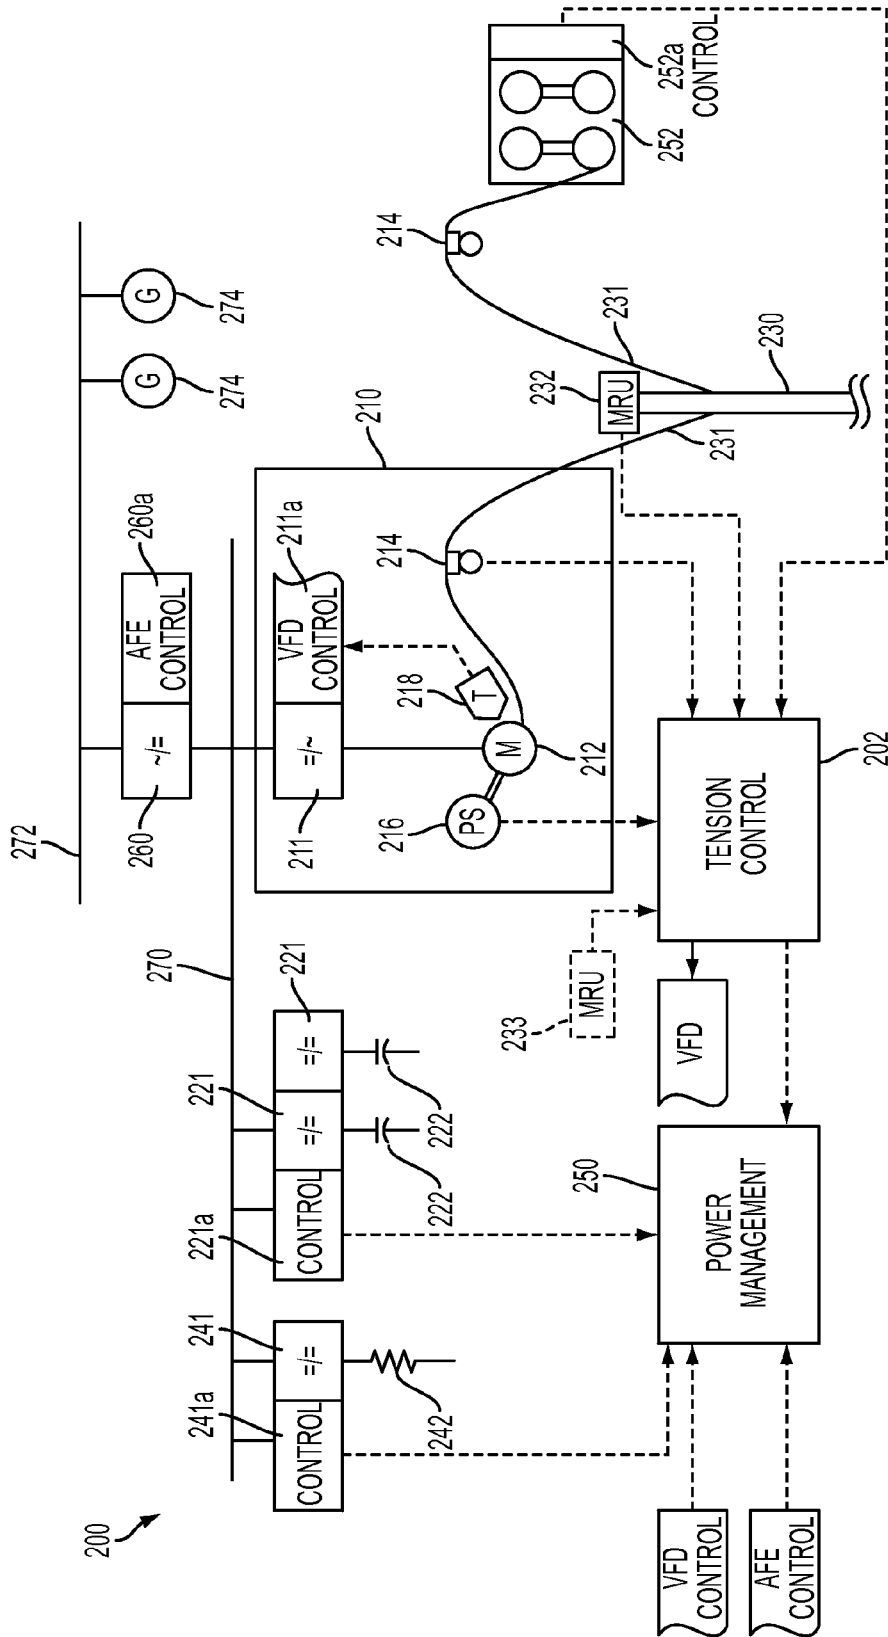 200
272
260
~/=
AFE
CONTROL
260a
274
G
274
G
270
241a
241
CONTROL
=/=
242
221a
221
221
CONTROL
=/=
=/=
222
222
211
=/~
VFD
CONTROL
211a
210
216
PS
M
212
218
T
214
214
232
MRU
231
231
230
252
252a
CONTROL
233
MRU
VFD
TENSION
CONTROL
202
250
POWER
MANAGEMENT
VFD
CONTROL
AFE
CONTROL